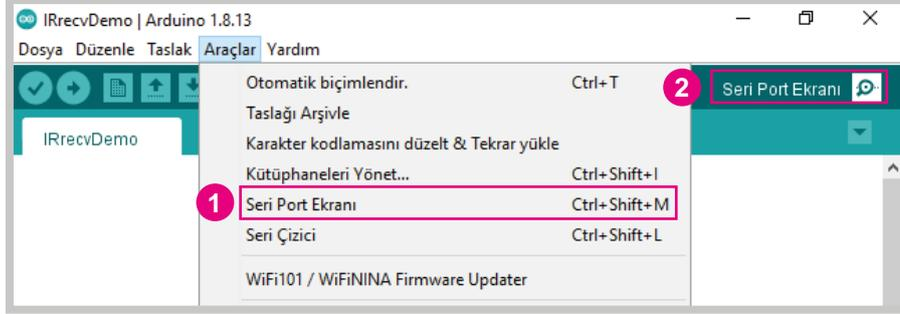 IRrecvDemo | Arduino 1.8.13
Dosya Düzenle Taslak Araçlar Yardım
Otomatik biçimlendir. Ctrl+T
2 Seri Port Ekranı
Taslağı Arşivle
IRrecvDemo
Karakter kodlamasını düzelt & Tekrar yükle
Kütüphaneleri Yönet... Ctrl+Shift+I
1 Seri Port Ekranı Ctrl+Shift+M
Seri Çizici Ctrl+Shift+L
WiFi101 / WiFiNINA Firmware Updater